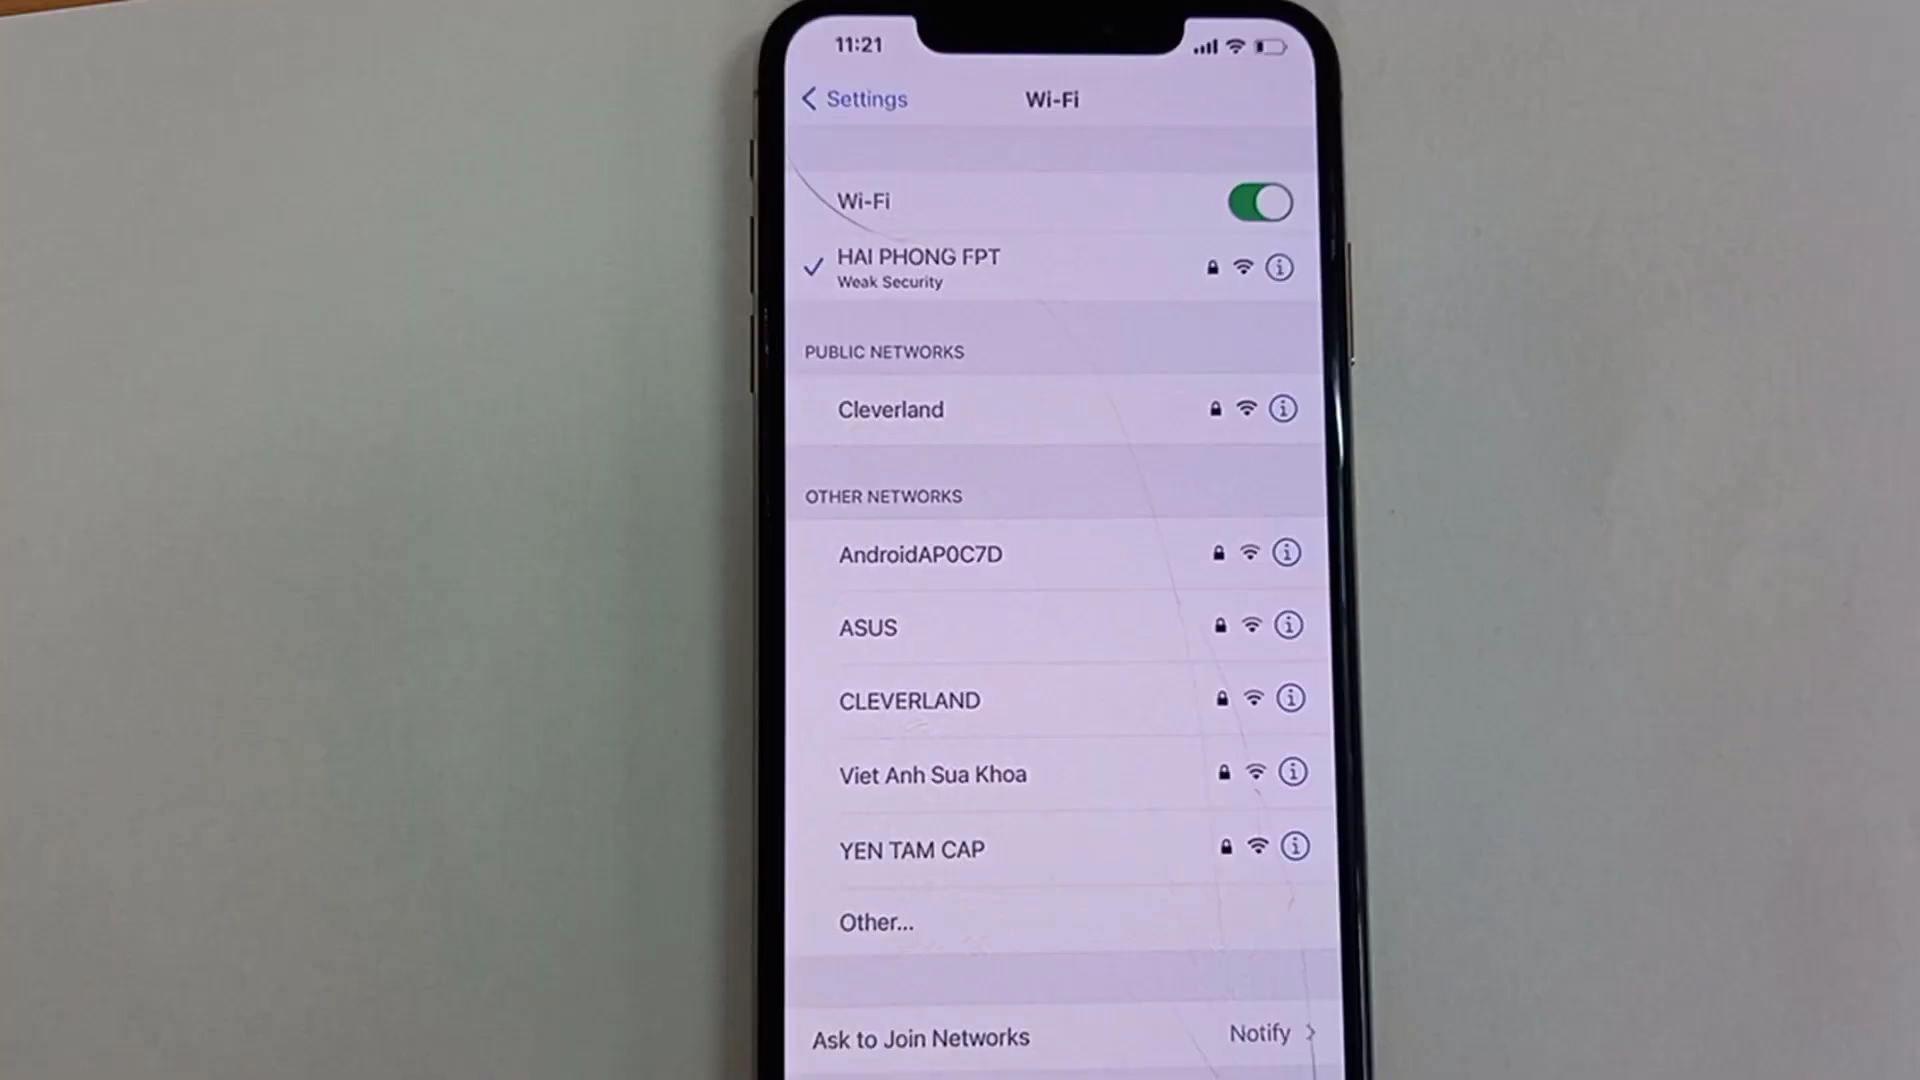 11:21
Settings
Wi-Fi
Wi-Fi
HAI PHONG FPT
Weak Security
PUBLIC NETWORKS
Cleverland
OTHER NETWORKS
AndroidAP0C7D
ASUS
CLEVERLAND
Viet Anh Sua Khoa
YEN TAM CAP
Other...
Ask to Join Networks Notify